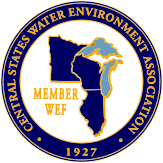 CENTRAL STATES WATER ENVIRONMENT ASSOCIATION
MEMBER
WEF
• 1927 •